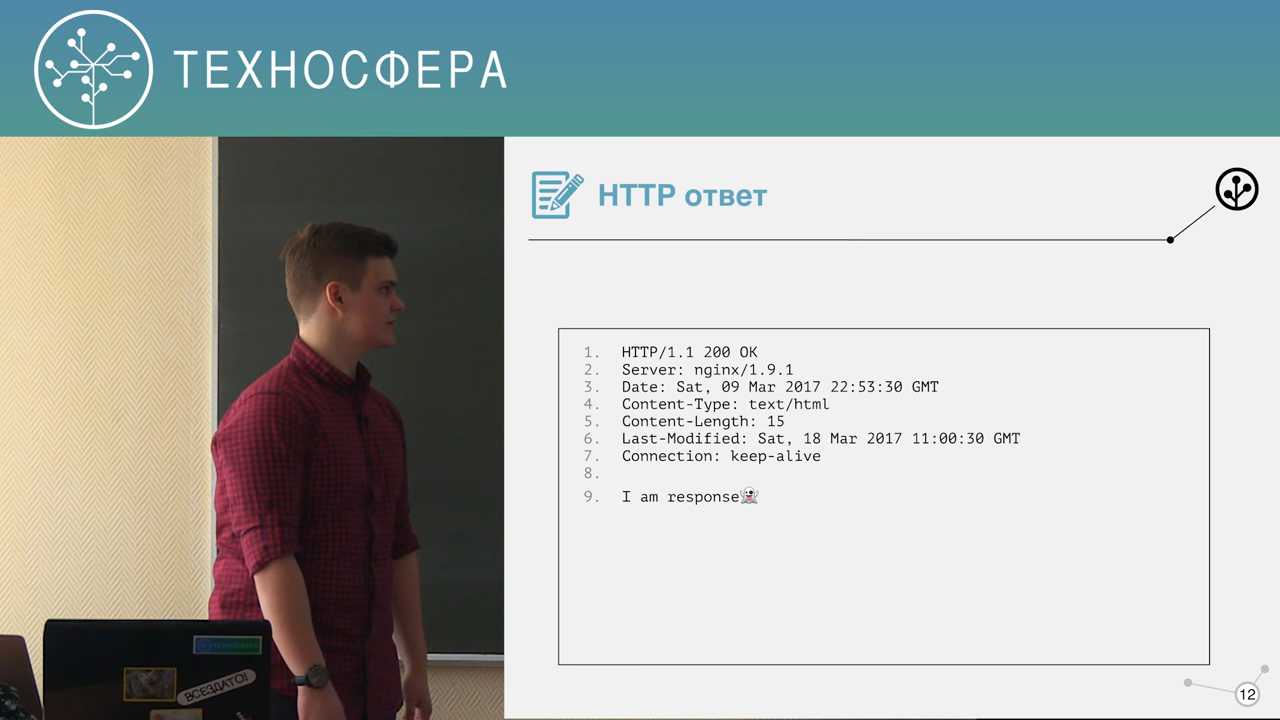 ТЕХНОСФЕРА
HTTP ответ
1. HTTP/1.1 200 OK
2. Server: nginx/1.9.1
3. Date: Sat, 09 Mar 2017 22:53:30 GMT
4. Content-Type: text/html
5. Content-Length: 15
6. Last-Modified: Sat, 18 Mar 2017 11:00:30 GMT
7. Connection: keep-alive
8.
9. I am response👻
ТЕХНОСФЕРА
ВСЕЗДАТО!
12